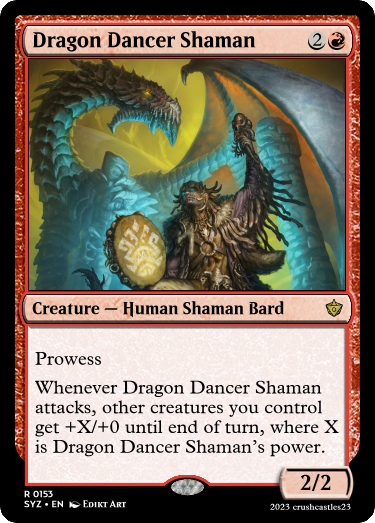 Dragon Dancer Shaman 2
Creature — Human Shaman Bard
Prowess
Whenever Dragon Dancer Shaman
attacks, other creatures you control
get +X/+0 until end of turn, where X
is Dragon Dancer Shaman's power.
2/2
R 0153
SYZ • EN Edikt Art
2023 crushcastles23